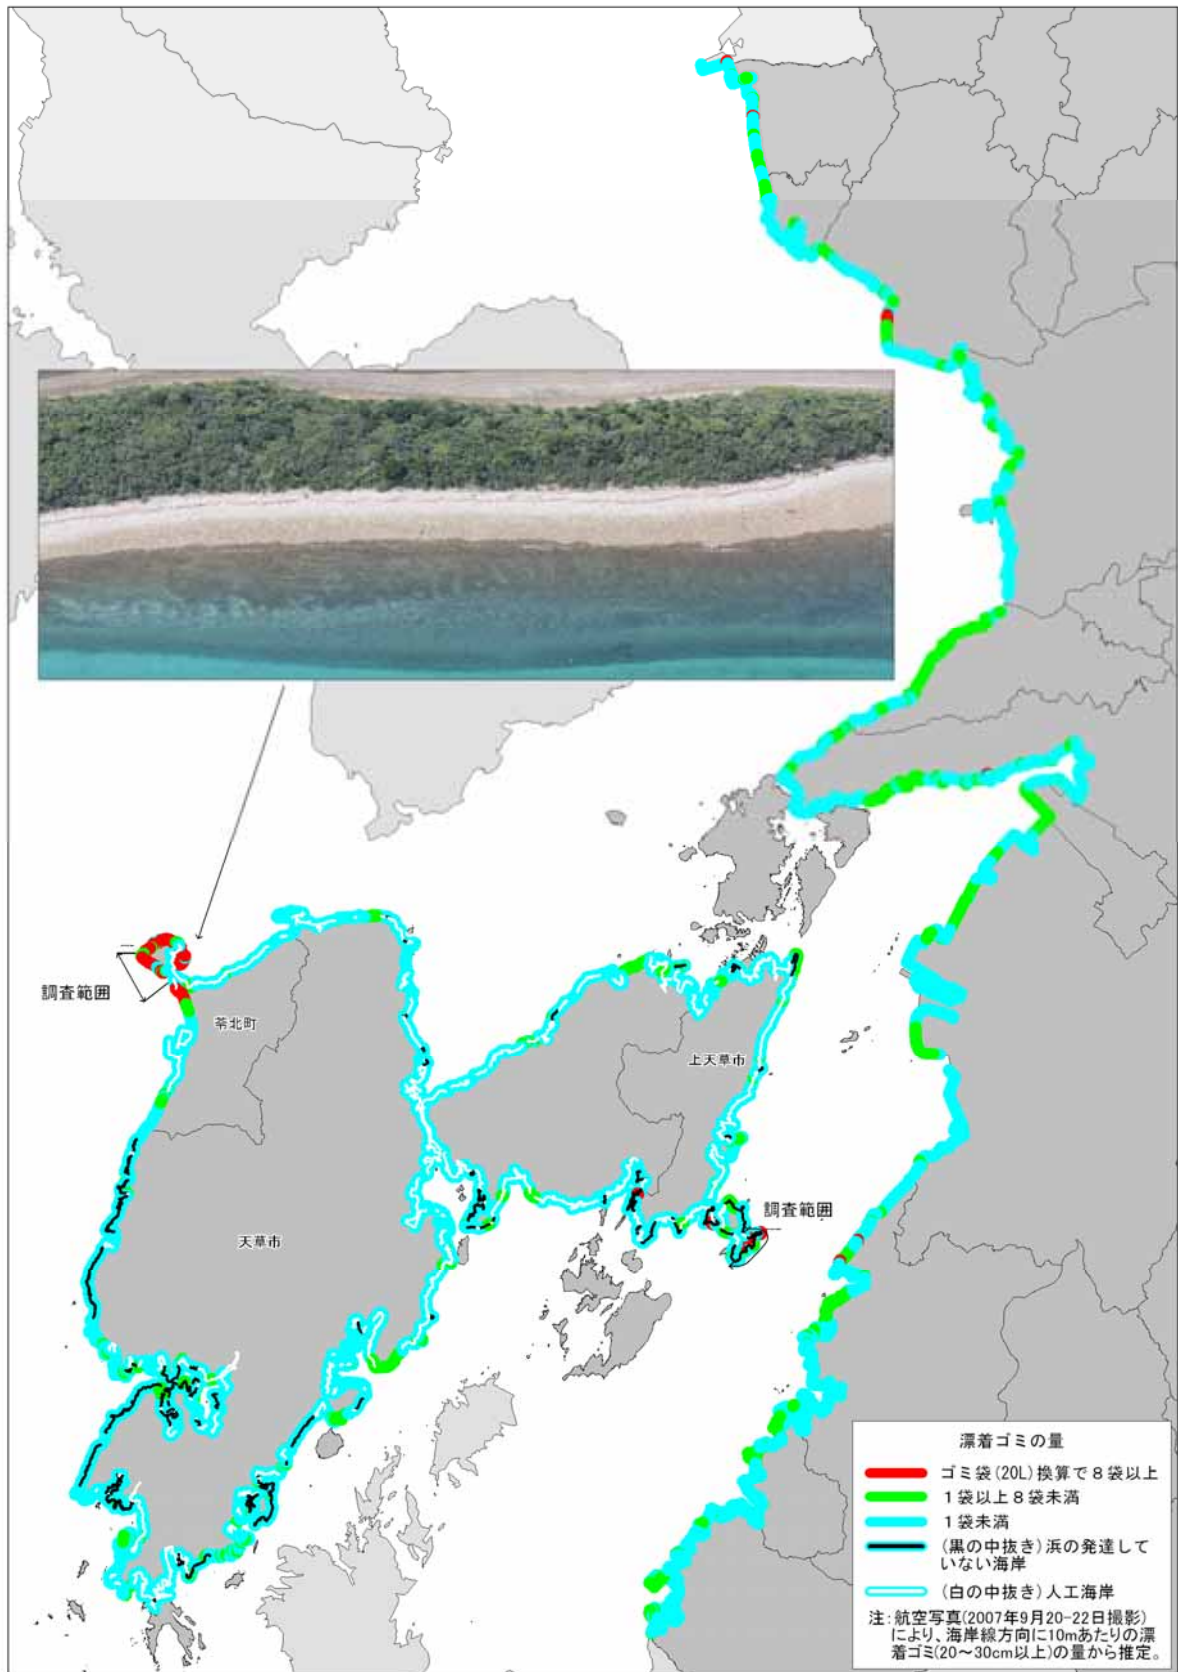 調査範囲
苓北町
上天草市
調査範囲
天草市
漂着ゴミの量
ゴミ袋(20L)換算で8袋以上
1袋以上8袋未満
1袋未満
(黒の中抜き)浜の発達して
いない海岸
(白の中抜き)人工海岸
注:航空写真(2007年9月20-22日撮影)
により、海岸線方向に10mあたりの漂
着ゴミ(20～30cm以上)の量から推定。